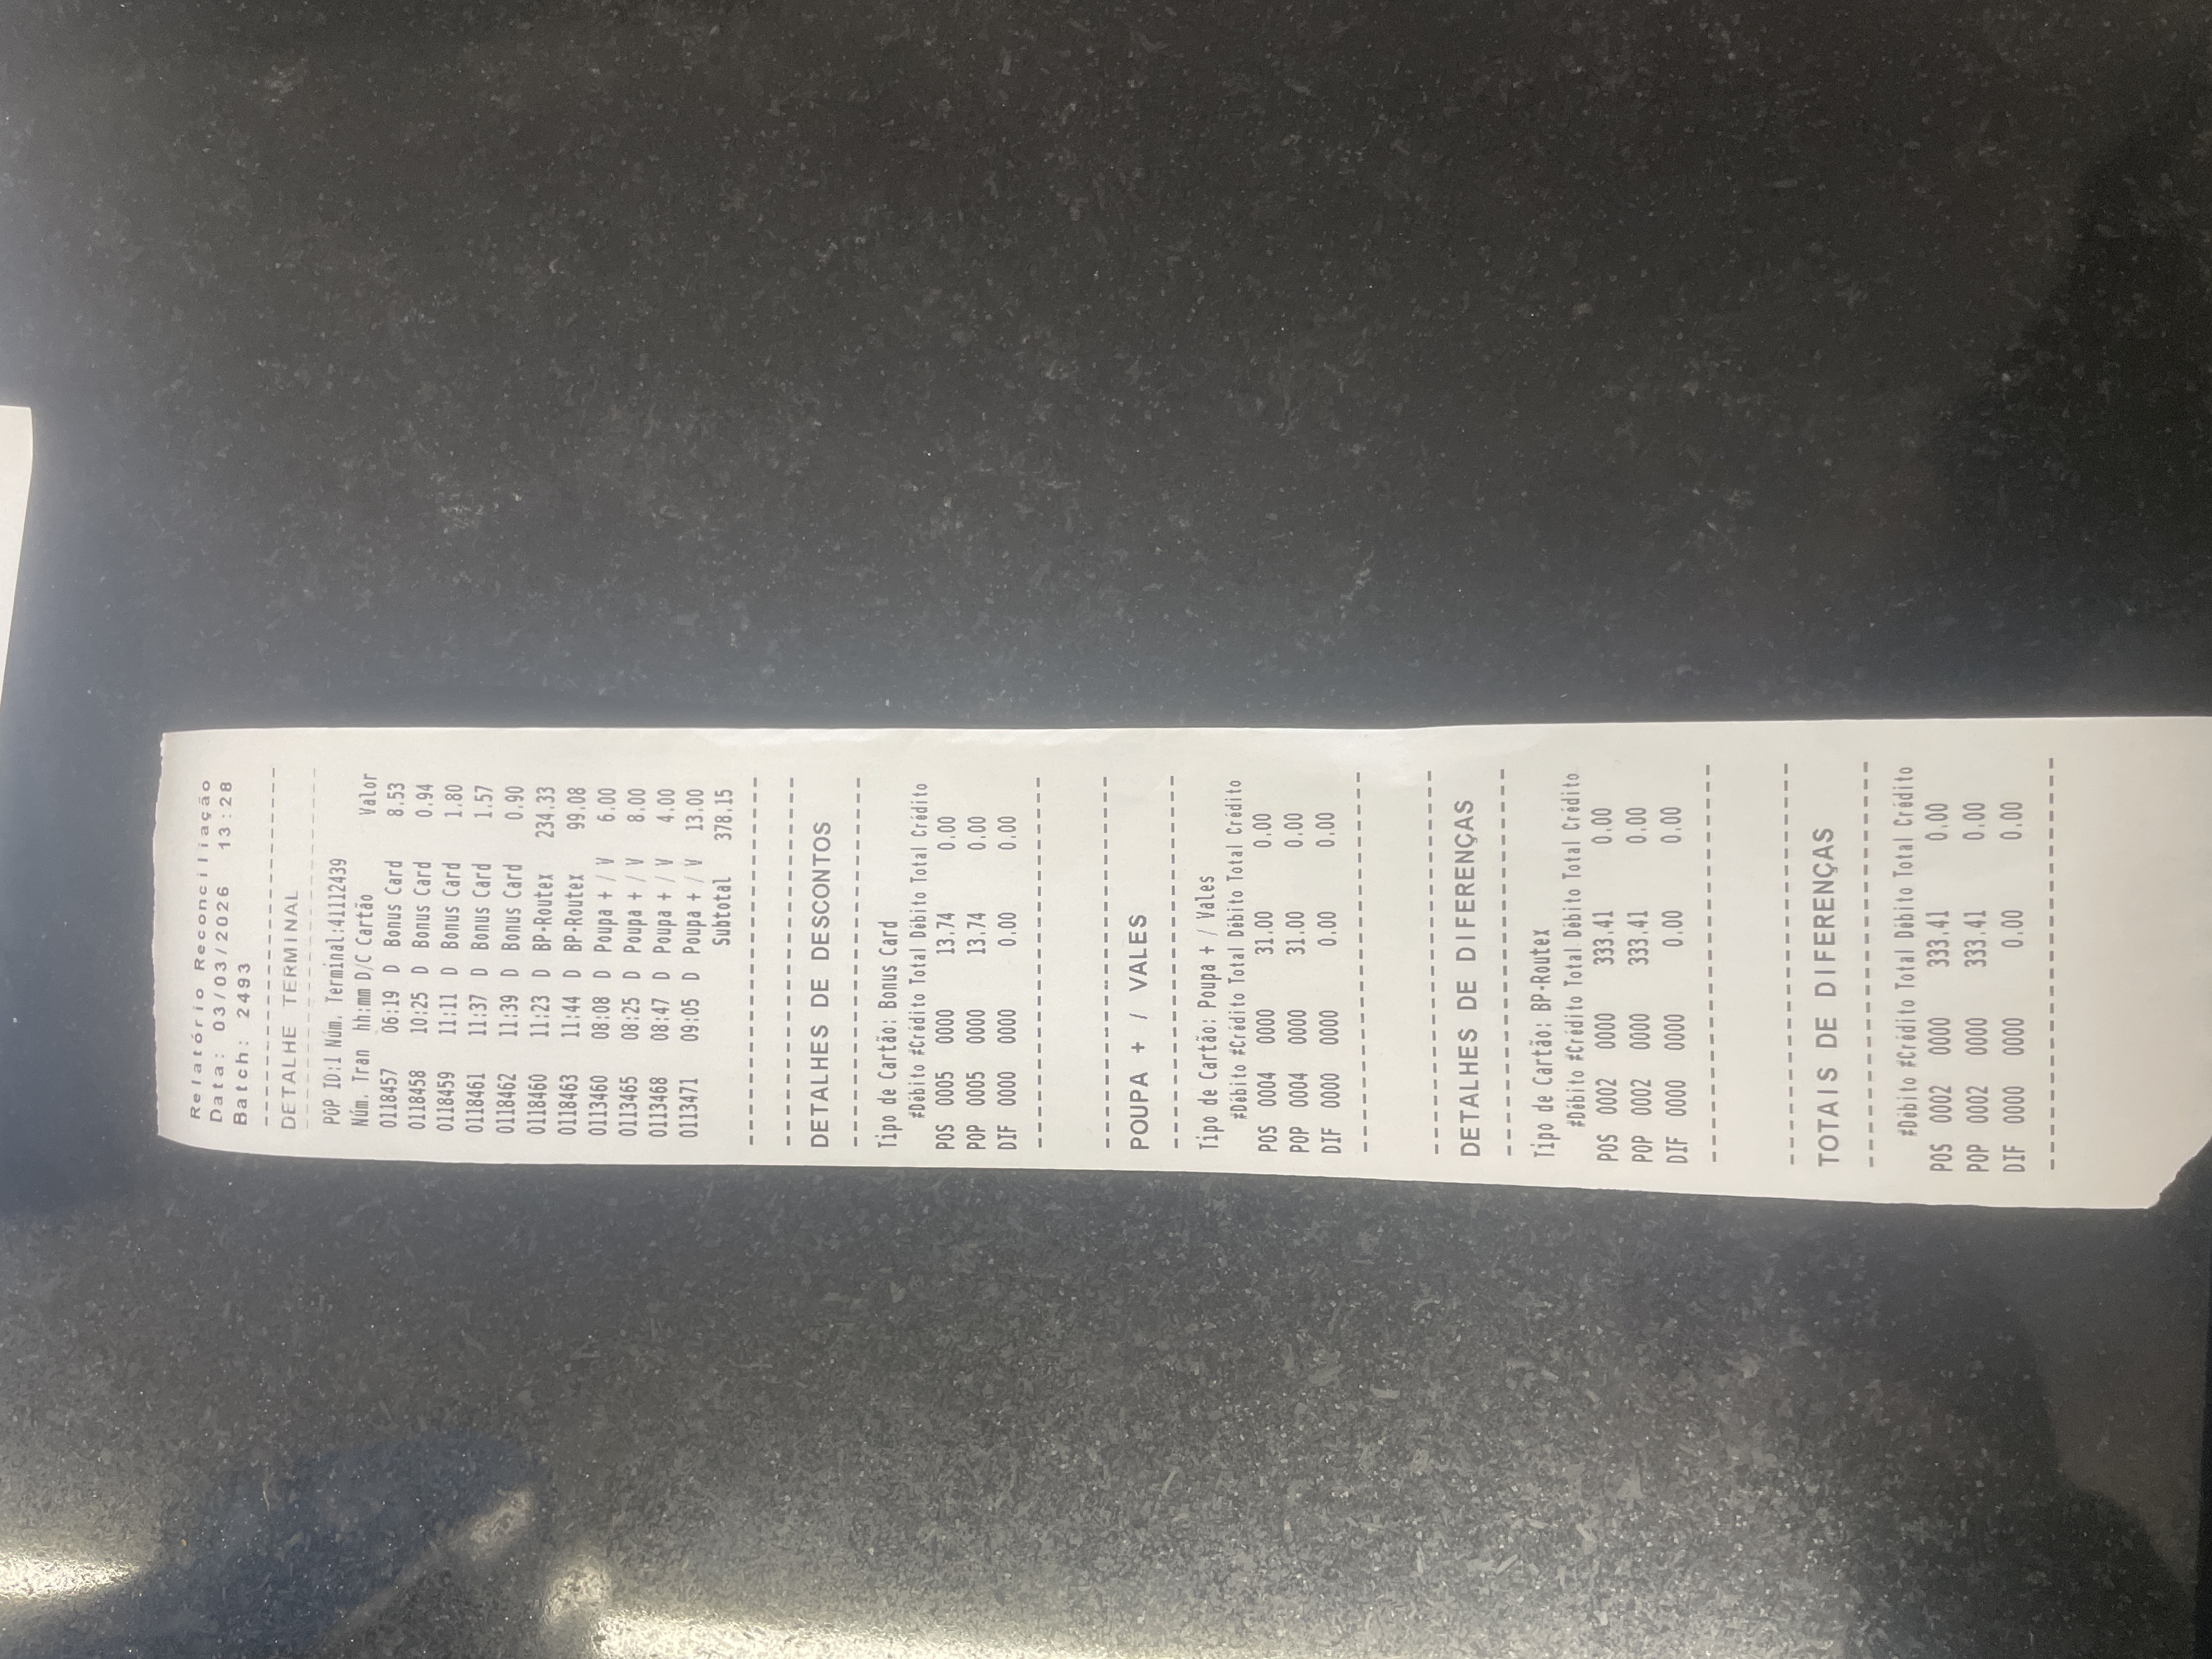 Relatório Reconciliação
Data: 03/03/2026 13:28
Batch: 2493
------------------------
DETALHE TERMINAL
------------------------
POP ID:1 Núm. Terminal:41112439
Núm. Tran hh:mm D/C Cartão Valor
0118457 06:19 D Bonus Card 8.53
0118458 10:25 D Bonus Card 0.94
0118459 11:11 D Bonus Card 1.80
0118461 11:37 D Bonus Card 1.57
0118462 11:39 D Bonus Card 0.90
0118460 11:23 D BP-Routex 234.33
0118463 11:44 D BP-Routex 99.08
0113460 08:08 D Poupa + / V 6.00
0113465 08:25 D Poupa + / V 8.00
0113468 08:47 D Poupa + / V 4.00
0113471 09:05 D Poupa + / V 13.00
Subtotal 378.15
------------------------
------------------------
DETALHES DE DESCONTOS
------------------------
Tipo de Cartão: Bonus Card
#Débito #Crédito Total Débito Total Crédito
POS 0005 0000 13.74 0.00
POP 0005 0000 13.74 0.00
DIF 0000 0000 0.00 0.00
------------------------
------------------------
POUPA + / VALES
------------------------
Tipo de Cartão: Poupa + / Vales
#Débito #Crédito Total Débito Total Crédito
POS 0004 0000 31.00 0.00
POP 0004 0000 31.00 0.00
DIF 0000 0000 0.00 0.00
------------------------
------------------------
DETALHES DE DIFERENÇAS
------------------------
Tipo de Cartão: BP-Routex
#Débito #Crédito Total Débito Total Crédito
POS 0002 0000 333.41 0.00
POP 0002 0000 333.41 0.00
DIF 0000 0000 0.00 0.00
------------------------
------------------------
TOTAIS DE DIFERENÇAS
------------------------
#Débito #Crédito Total Débito Total Crédito
POS 0002 0000 333.41 0.00
POP 0002 0000 333.41 0.00
DIF 0000 0000 0.00 0.00
------------------------